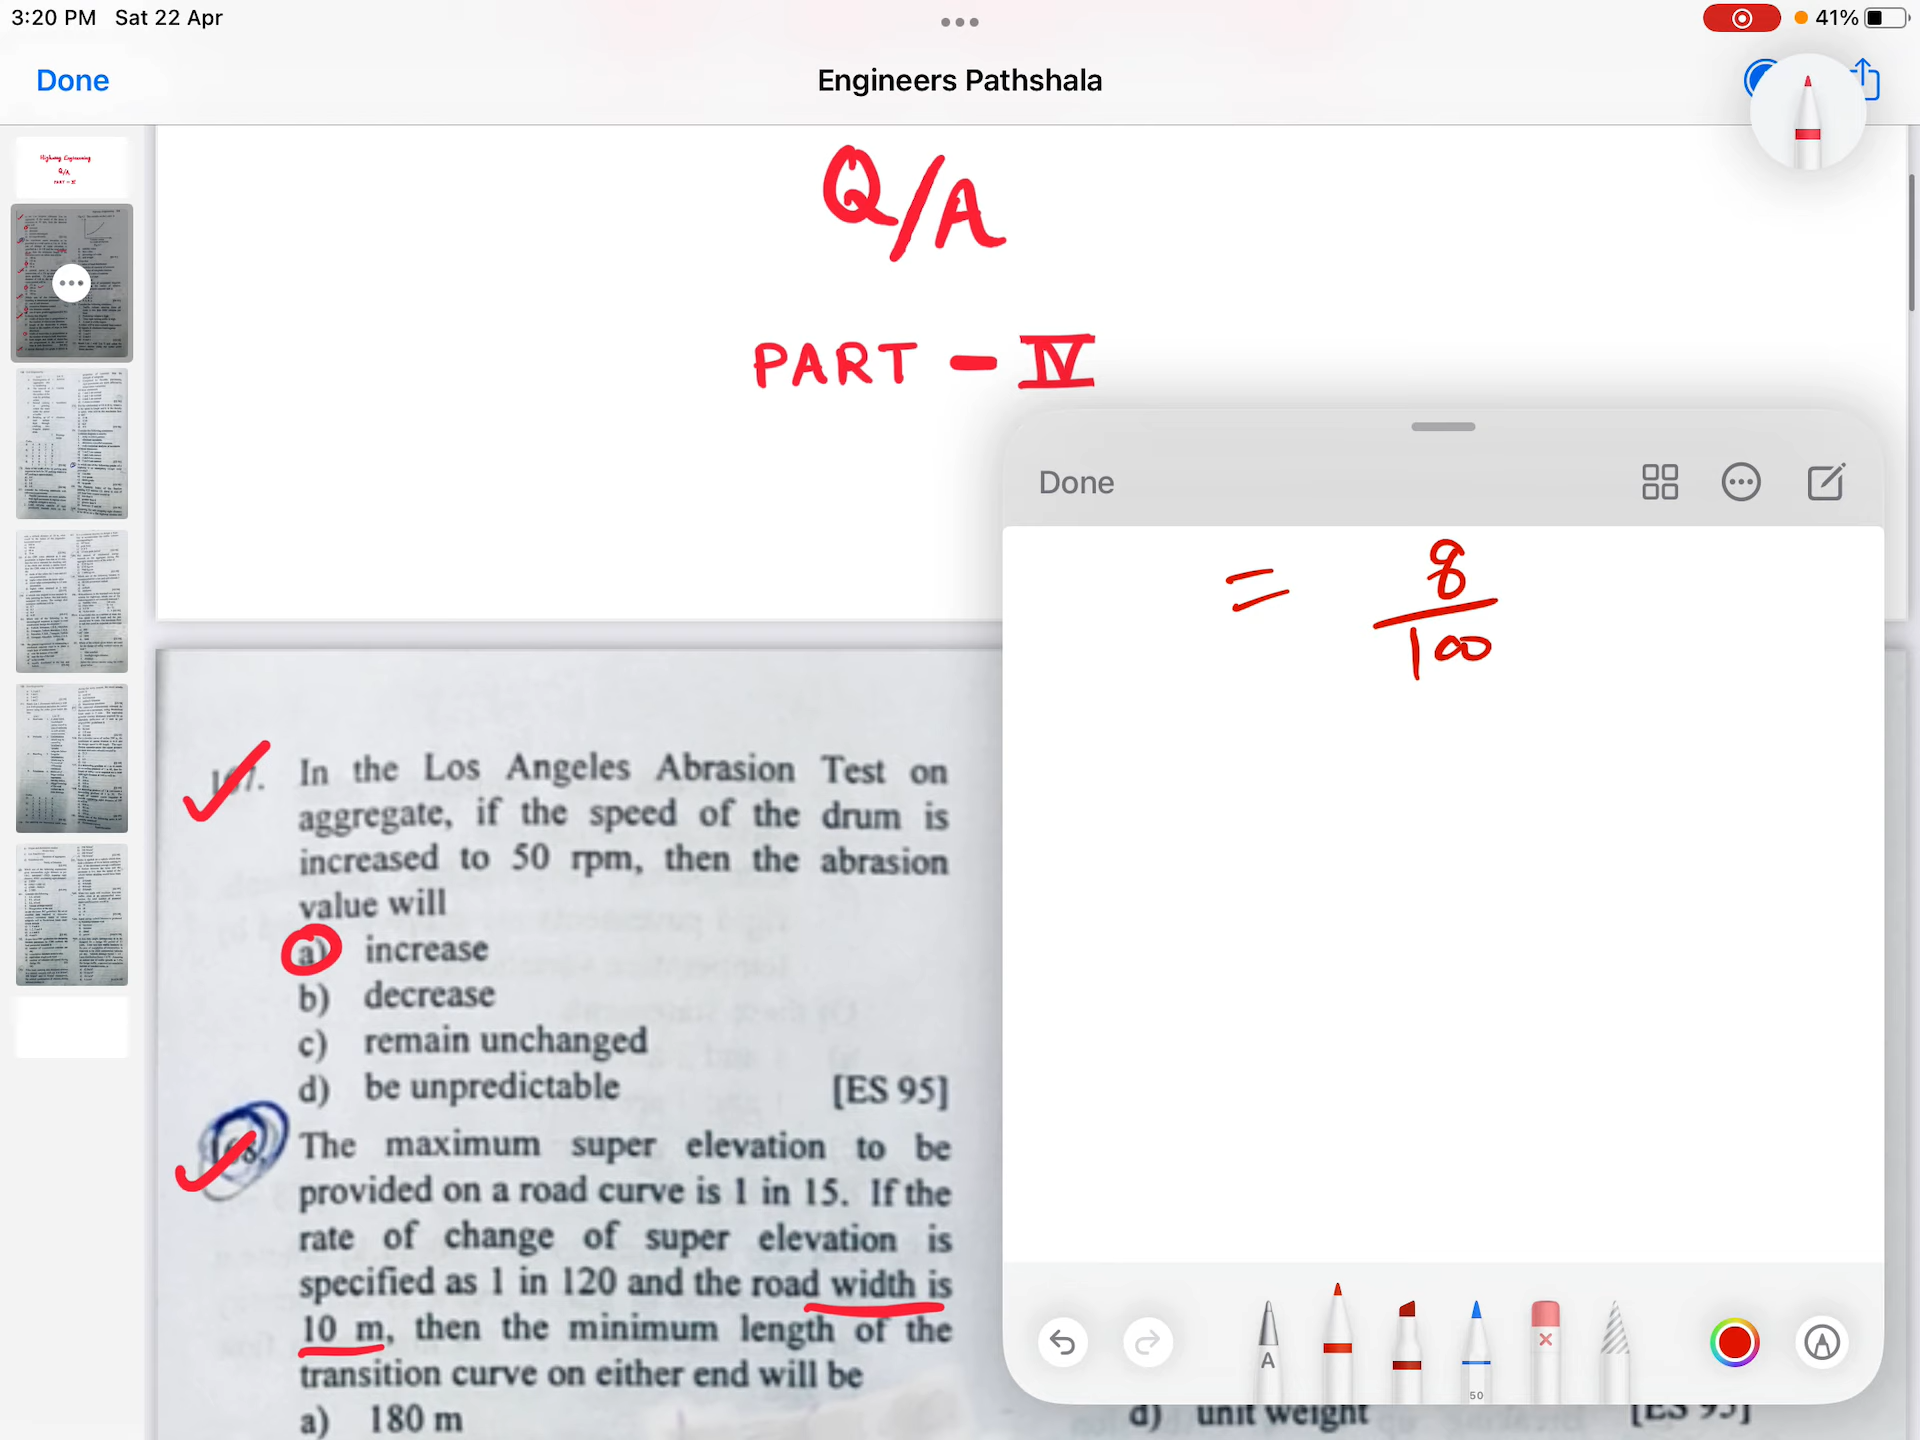 3:20 PM Sat 22 Apr
41%
Done
Engineers Pathshala
Q/A
PART - IV
Done
= 8
100
167. In the Los Angeles Abrasion Test on
aggregate, if the speed of the drum is
increased to 50 rpm, then the abrasion
value will
a) increase
b) decrease
c) remain unchanged
d) be unpredictable [ES 95]
168. The maximum super elevation to be
provided on a road curve is 1 in 15. If the
rate of change of super elevation is
specified as 1 in 120 and the road width is
10 m, then the minimum length of the
transition curve on either end will be
a) 180 m
d) unit weight [ES 95]
A
50